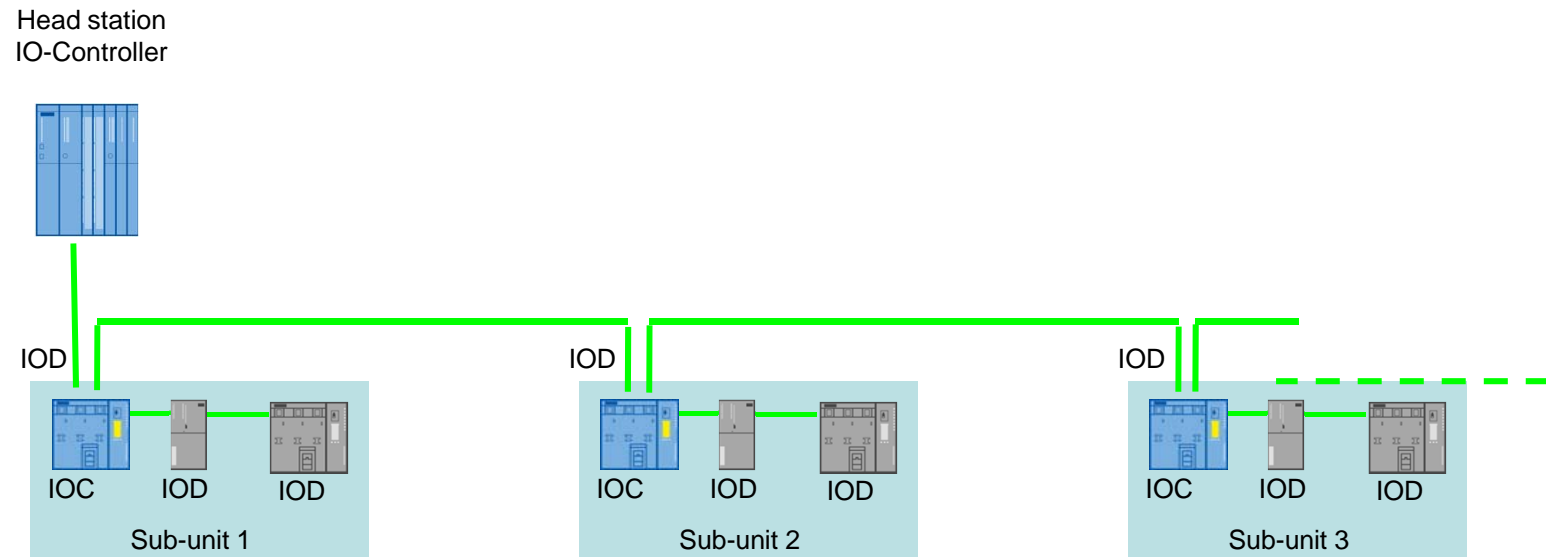 Head station
IO-Controller
IOD
IOD
IOD
IOC
IOD
IOD
IOC
IOD
IOD
IOC
IOD
IOD
Sub-unit 1
Sub-unit 2
Sub-unit 3